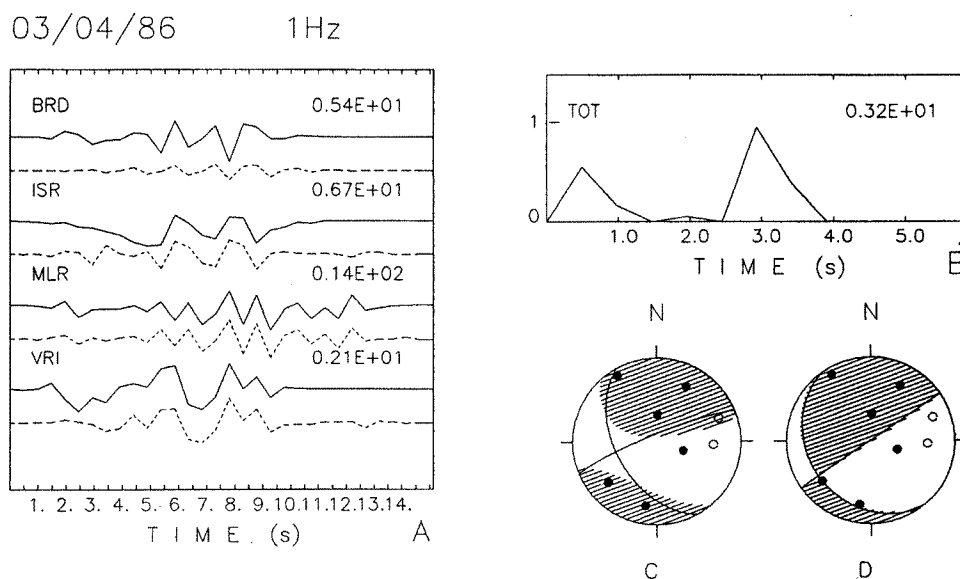 03/04/86 1Hz
BRD 0.54E+01
ISR 0.67E+01
MLR 0.14E+02
VRI 0.21E+01
1. 2. 3. 4. 5. 6. 7. 8. 9. 10.11.12.13.14.
TIME. (s) A
TOT 0.32E+01
1
0
1.0 2.0 3.0 4.0 5.0
TIME (s) B
N N
C D